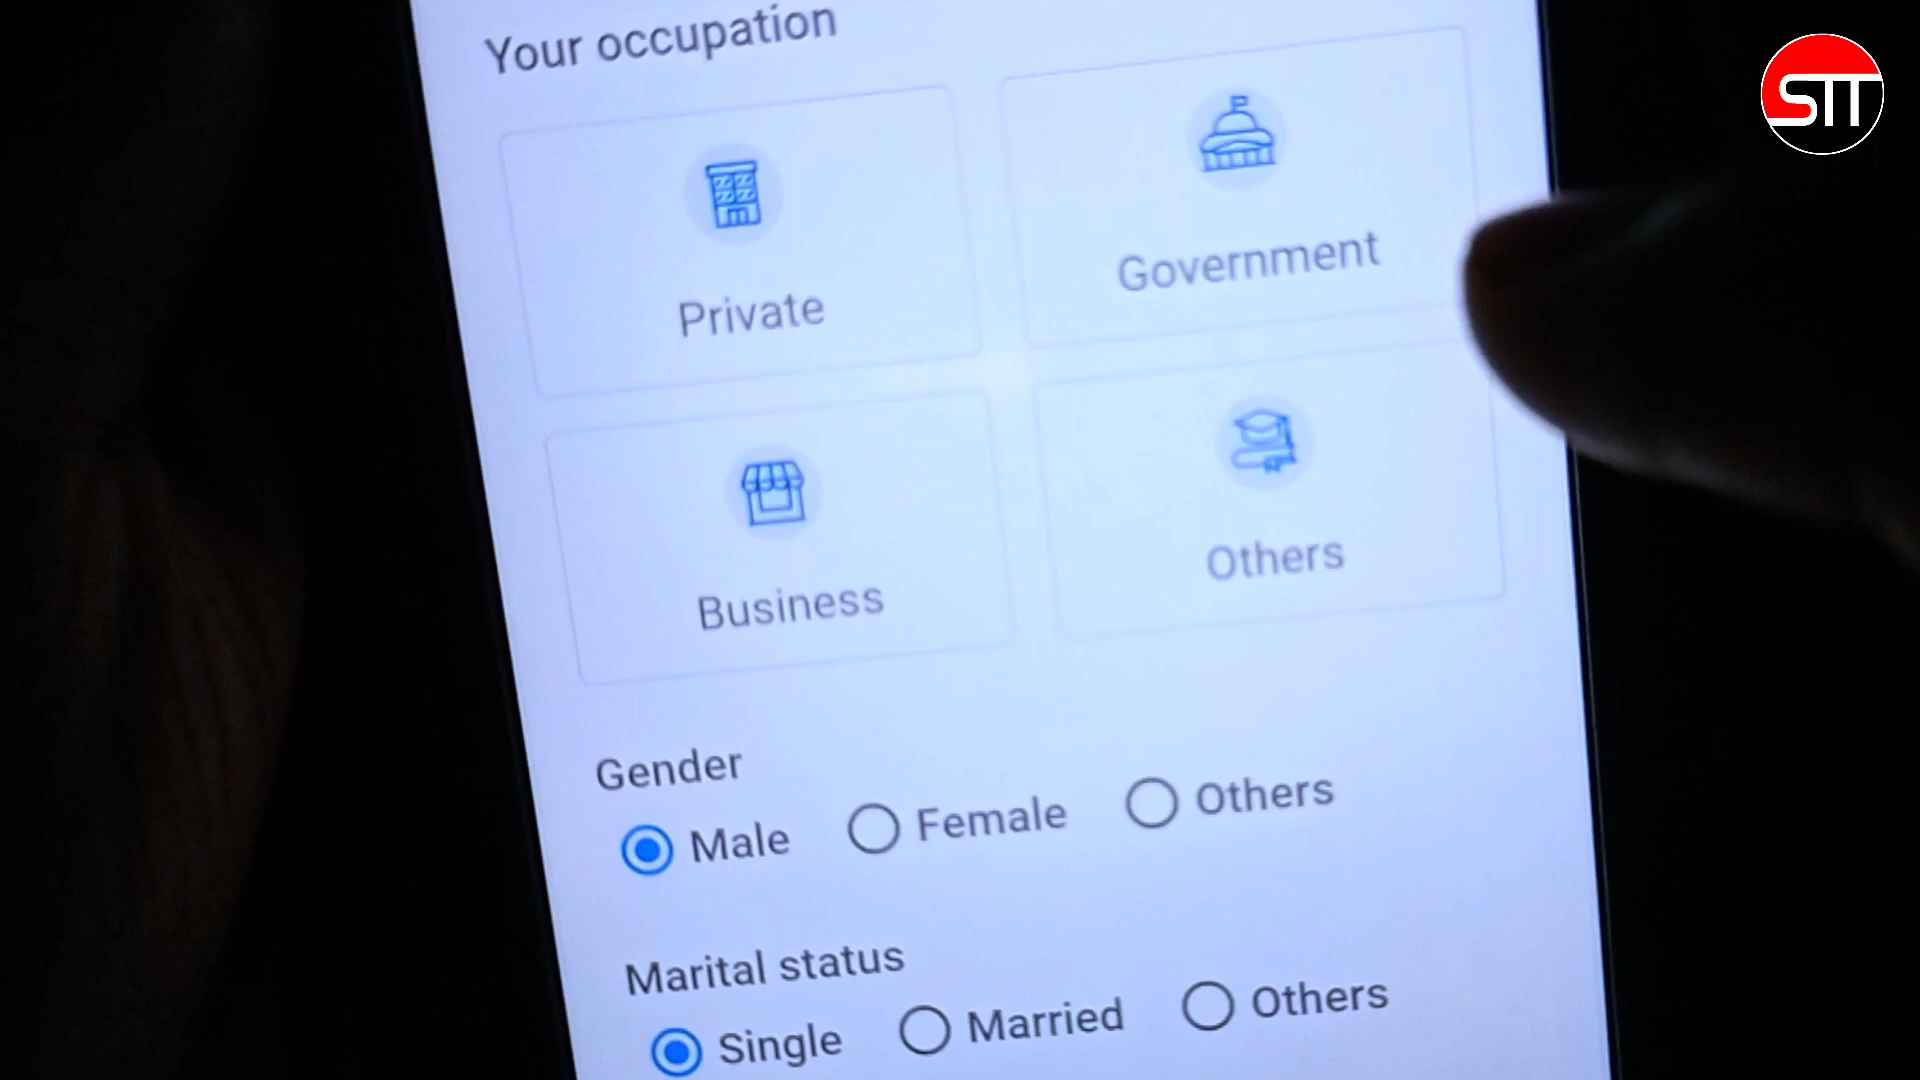 Your occupation
STT
Private
Government
Business
Others
Gender
Male
Female
Others
Marital status
Single
Married
Others